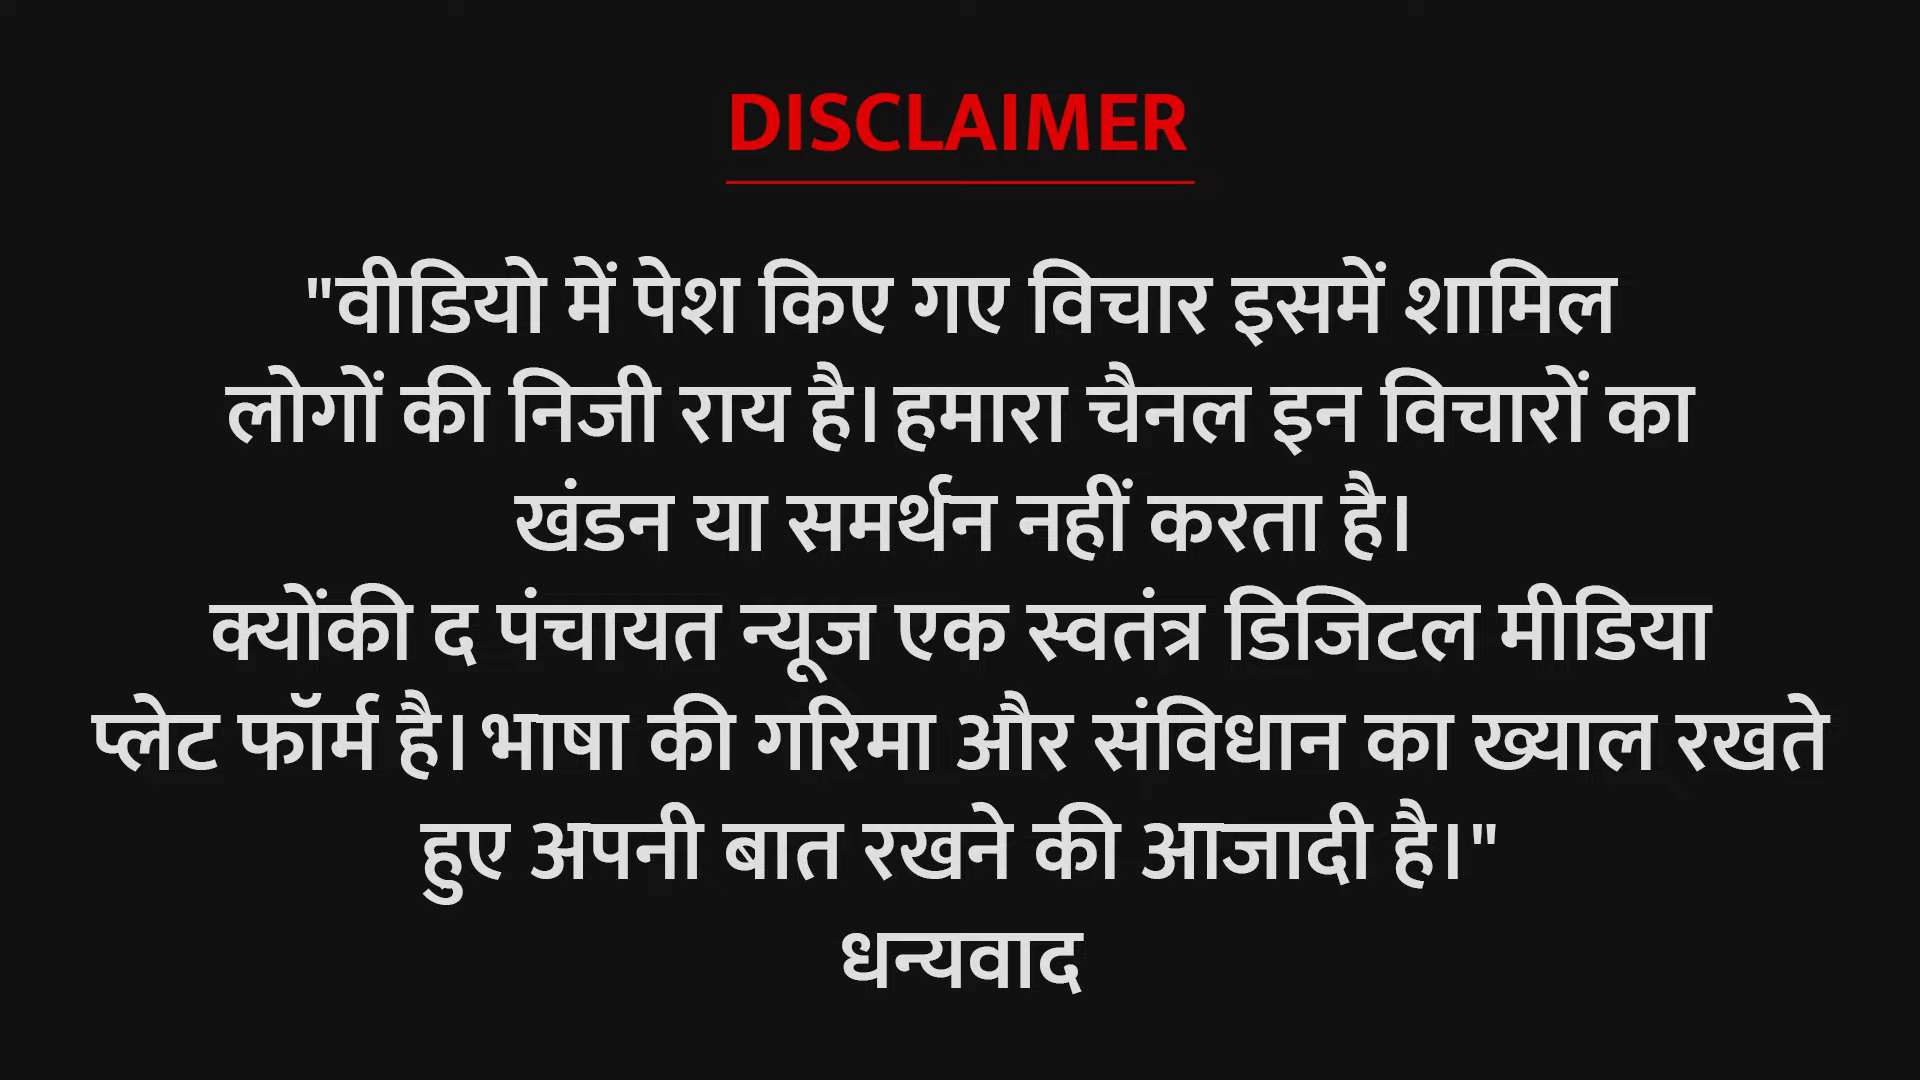 DISCLAIMER
"वीडियो में पेश किए गए विचार इसमें शामिल
लोगों की निजी राय है। हमारा चैनल इन विचारों का
खंडन या समर्थन नहीं करता है।
क्योंकी द पंचायत न्यूज एक स्वतंत्र डिजिटल मीडिया
प्लेट फॉर्म है। भाषा की गरिमा और संविधान का ख्याल रखते
हुए अपनी बात रखने की आजादी है।"
धन्यवाद